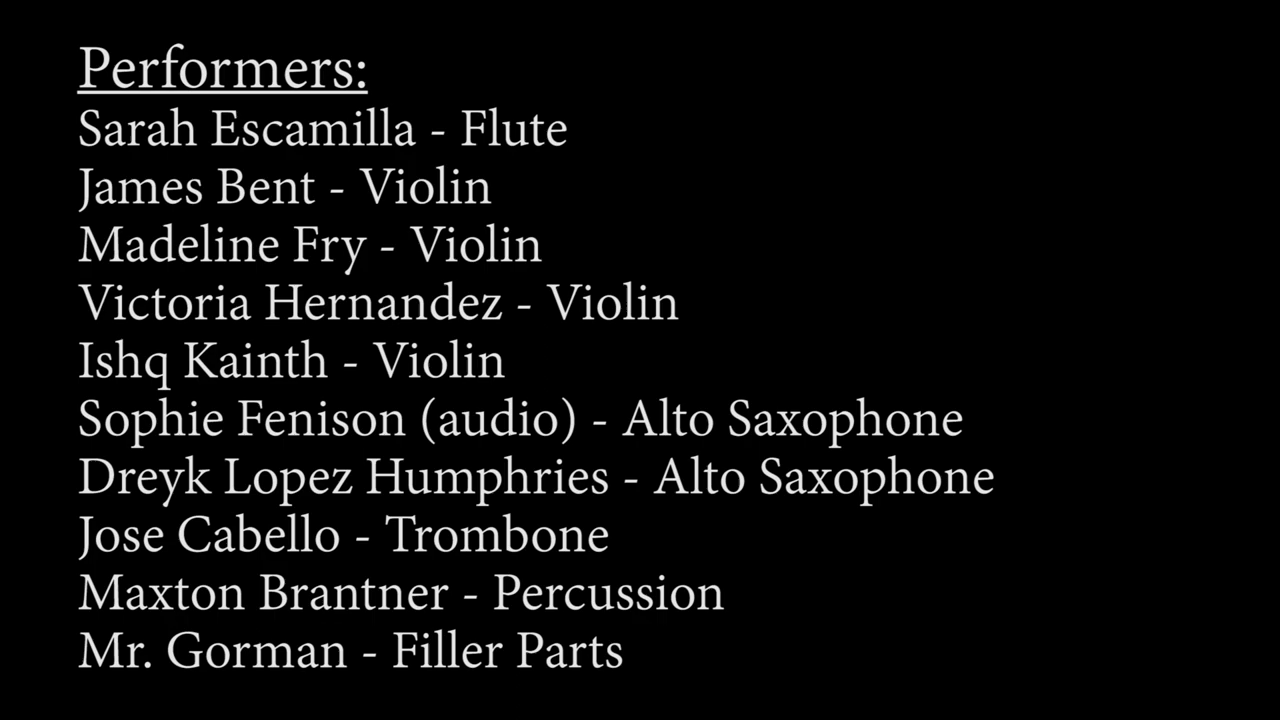 Performers:
Sarah Escamilla - Flute
James Bent - Violin
Madeline Fry - Violin
Victoria Hernandez - Violin
Ishq Kainth - Violin
Sophie Fenison (audio) - Alto Saxophone
Dreyk Lopez Humphries - Alto Saxophone
Jose Cabello - Trombone
Maxton Brantner - Percussion
Mr. Gorman - Filler Parts